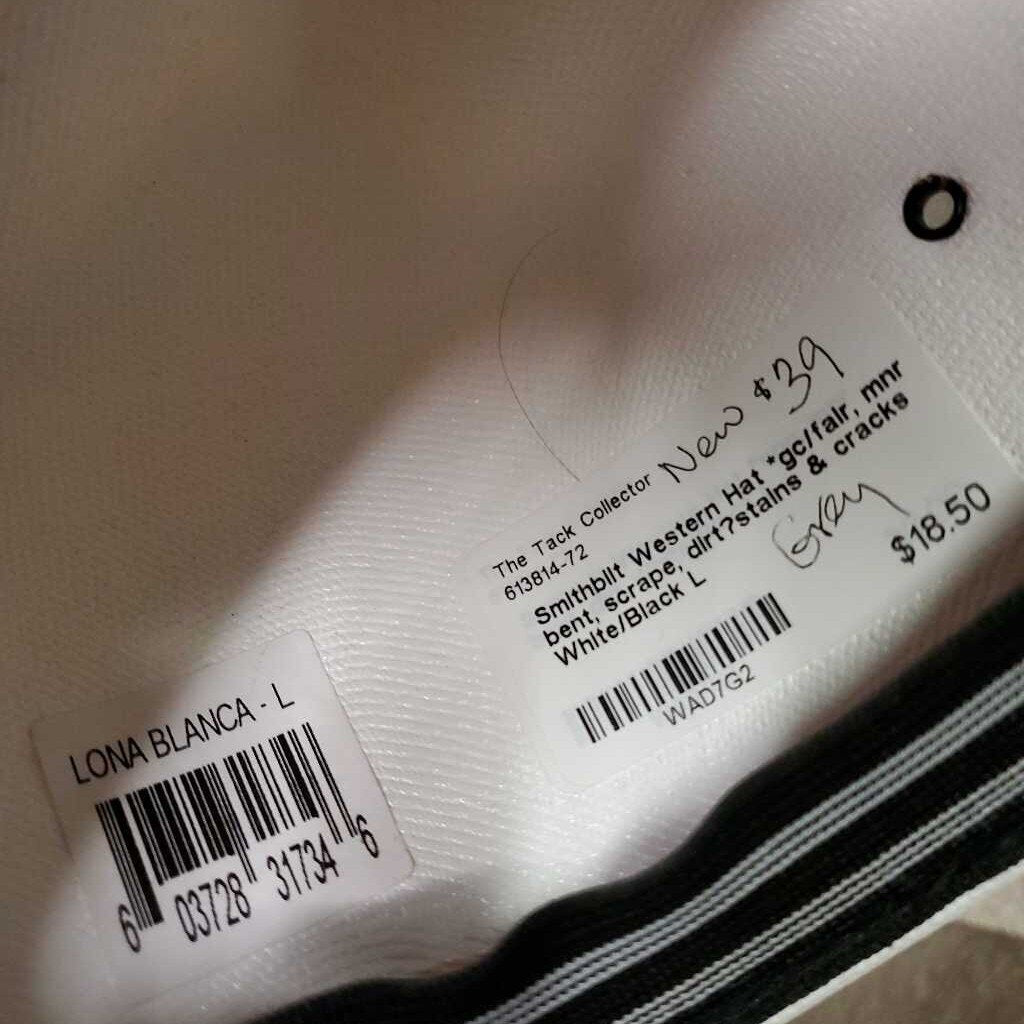 The Tack Collector New $39
613814-72
Smithbilt Western Hat *gc/fair, mnr
bent, scrape, dirt?stains & cracks
White/Black L
Gray
$18.50
WAD7G2
LONA BLANCA - L
6 03728 31734 6